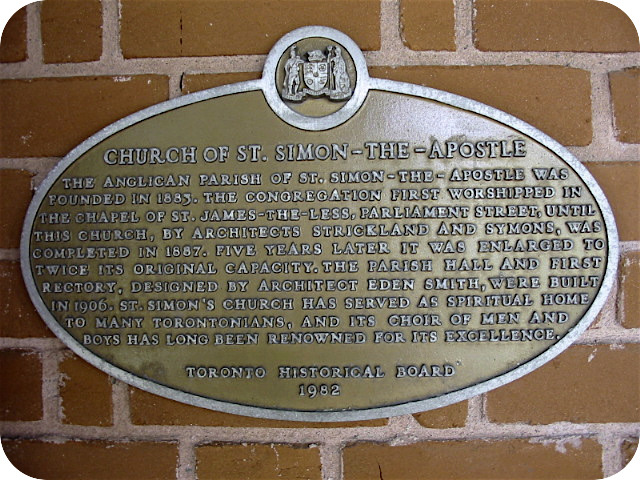 CHURCH OF ST. SIMON-THE-APOSTLE
THE ANGLICAN PARISH OF ST. SIMON-THE-APOSTLE WAS
FOUNDED IN 1883. THE CONGREGATION FIRST WORSHIPPED IN
THE CHAPEL OF ST. JAMES-THE-LESS, PARLIAMENT STREET, UNTIL
THIS CHURCH, BY ARCHITECTS STRICKLAND AND SYMONS, WAS
COMPLETED IN 1887. FIVE YEARS LATER IT WAS ENLARGED TO
TWICE ITS ORIGINAL CAPACITY. THE PARISH HALL AND FIRST
RECTORY, DESIGNED BY ARCHITECT EDEN SMITH, WERE BUILT
IN 1906. ST. SIMON'S CHURCH HAS SERVED AS SPIRITUAL HOME
TO MANY TORONTONIANS, AND ITS CHOIR OF MEN AND
BOYS HAS LONG BEEN RENOWNED FOR ITS EXCELLENCE.
TORONTO HISTORICAL BOARD
1982